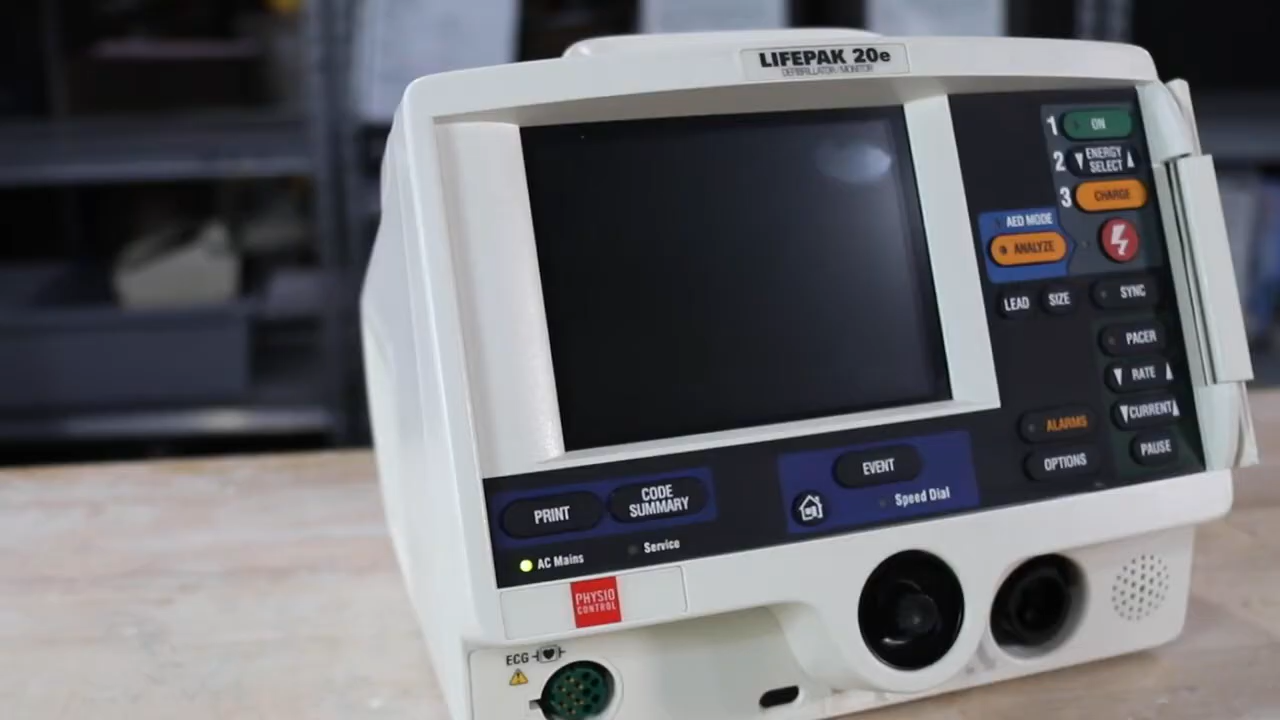 LIFEPAK 20e
DEFIBRILLATOR/MONITOR
1 ON
2 ENERGY
SELECT
3 CHARGE
AED MODE
ANALYZE
LEAD
SIZE
SYNC
PACER
RATE
CURRENT
ALARMS
PAUSE
OPTIONS
EVENT
Speed Dial
PRINT
CODE
SUMMARY
AC Mains
Service
PHYSIO
CONTROL
ECG